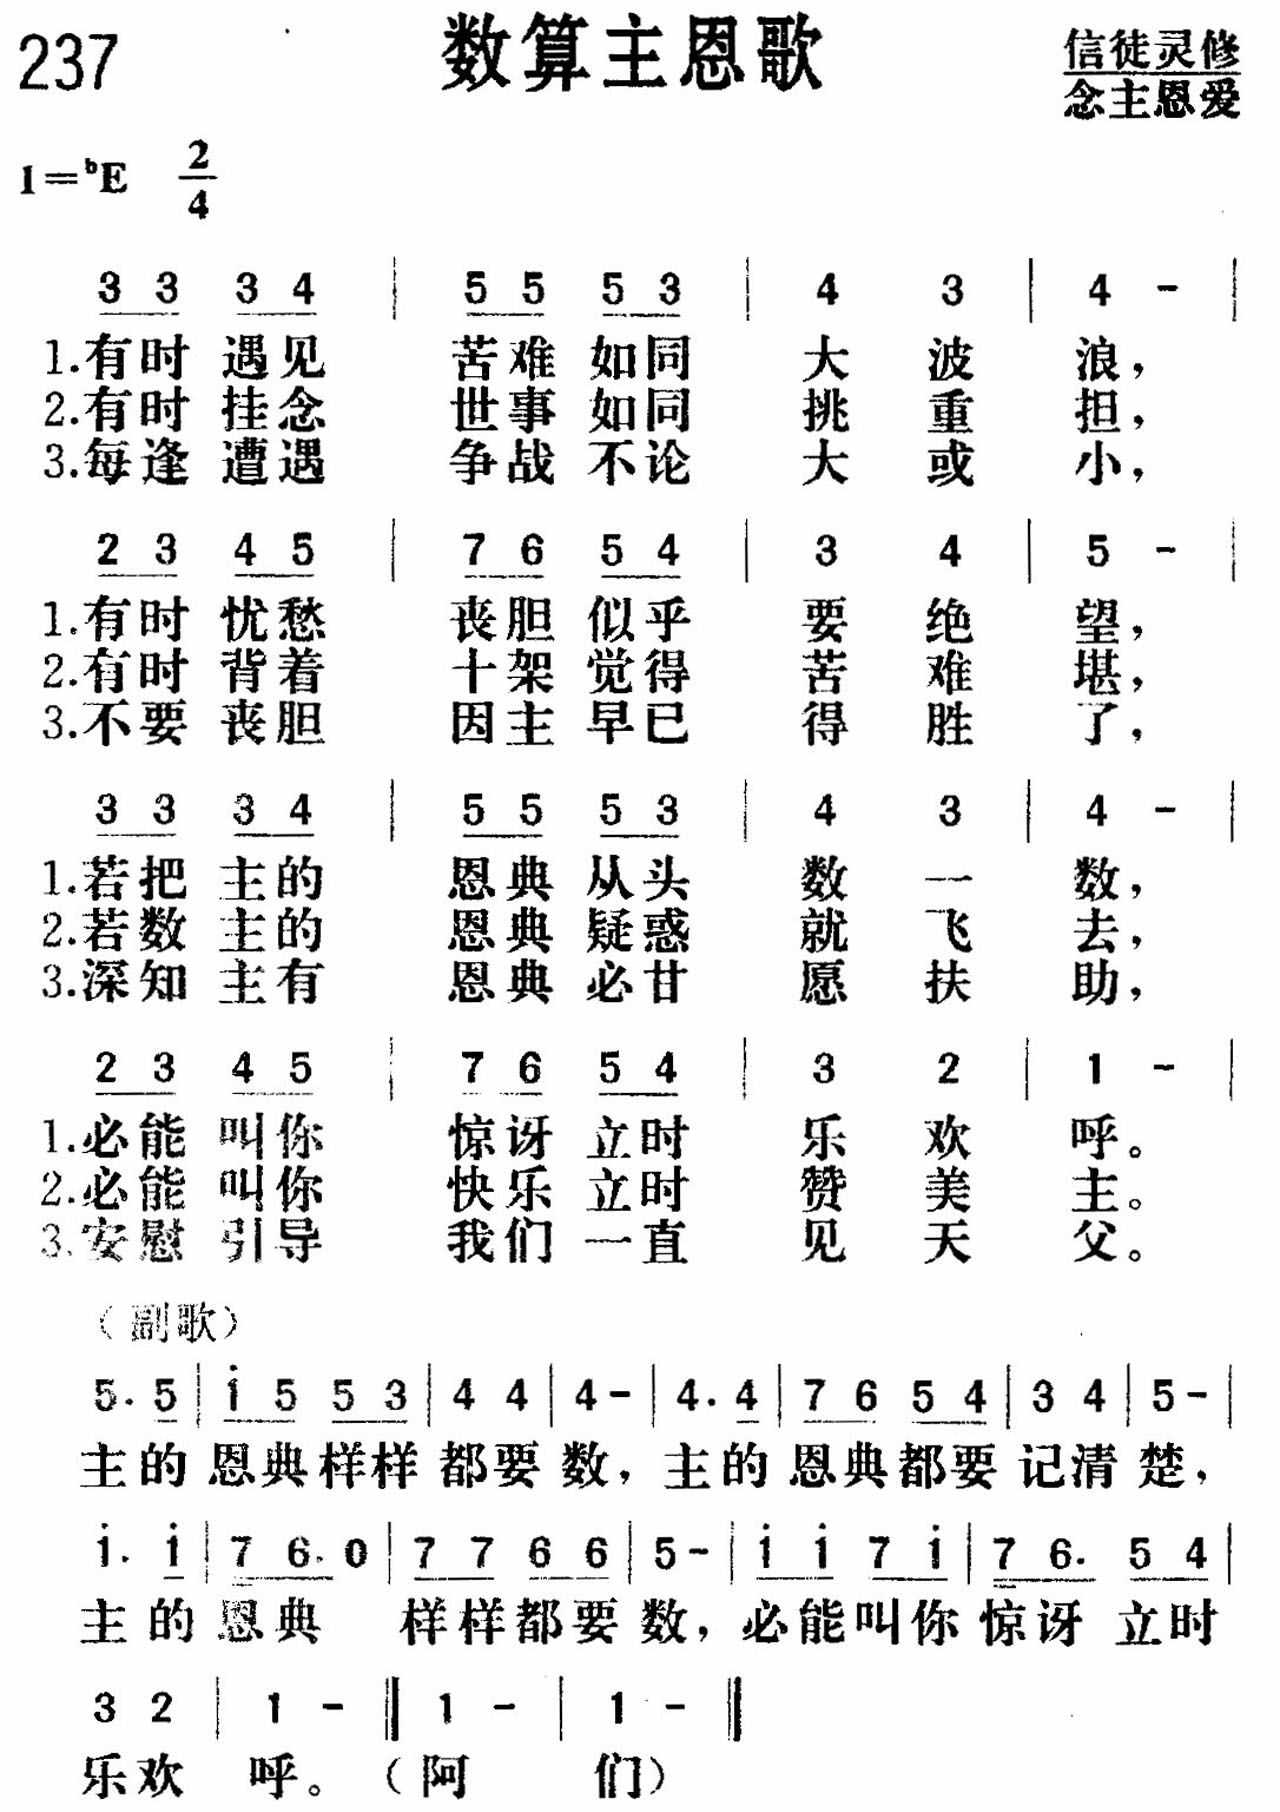 237
数算主恩歌
信徒灵修
念主恩爱
1=ᵇE 2/4
3 3 3 4 | 5 5 5 3 | 4 3 | 4 - |
1.有时 遇见 苦难 如同 大 波 浪，
2.有时 挂念 世事 如同 挑 重 担，
3.每逢 遭遇 争战 不论 大 或 小，
2 3 4 5 | 7 6 5 4 | 3 4 | 5 - |
1.有时 忧愁 丧胆 似乎 要 绝 望，
2.有时 背着 十架 觉得 苦 难 堪，
3.不要 丧胆 因主 早已 得 胜 了，
3 3 3 4 | 5 5 5 3 | 4 3 | 4 - |
1.若把 主的 恩典 从头 数 一 数，
2.若数 主的 恩典 疑惑 就 飞 去，
3.深知 主有 恩典 必甘 愿 扶 助，
2 3 4 5 | 7 6 5 4 | 3 2 | 1 - |
1.必能 叫你 惊讶 立时 乐 欢 呼。
2.必能 叫你 快乐 立时 赞 美 主。
3.安慰 引导 我们 一直 见 天 父。
（副歌）
5. 5 | i 5 5 3 | 4 4 | 4 - | 4. 4 | 7 6 5 4 | 3 4 | 5 - |
主的 恩典样样 都要 数，主的 恩典都要 记清 楚，
i. i | 7 6. 0 | 7 7 6 6 | 5 - | i i 7 i | 7 6. 5 4 |
主的 恩典 样样都要 数，必能叫你 惊讶 立时
3 2 | 1 - ‖ 1 - | 1 - ‖
乐欢 呼。（阿 们）